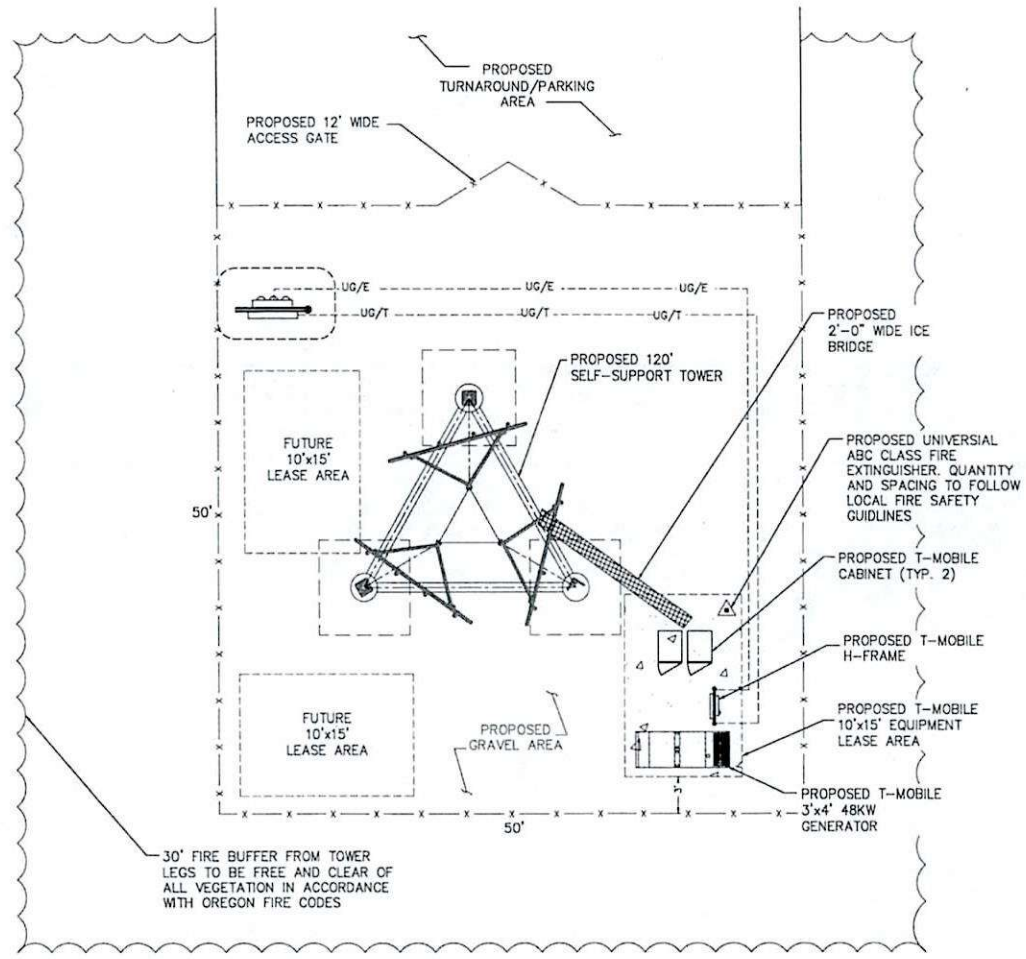 PROPOSED
TURNAROUND/PARKING
AREA
PROPOSED 12' WIDE
ACCESS GATE
UG/E
UG/E
UG/E
UG/T
UG/T
UG/T
PROPOSED
2'-0" WIDE ICE
BRIDGE
PROPOSED 120'
SELF-SUPPORT TOWER
FUTURE
10'x15'
LEASE AREA
PROPOSED UNIVERSIAL
ABC CLASS FIRE
EXTINGUISHER. QUANTITY
AND SPACING TO FOLLOW
LOCAL FIRE SAFETY
GUIDLINES
50'
PROPOSED T-MOBILE
CABINET (TYP. 2)
PROPOSED T-MOBILE
H-FRAME
FUTURE
10'x15'
LEASE AREA
PROPOSED
GRAVEL AREA
PROPOSED T-MOBILE
10'x15' EQUIPMENT
LEASE AREA
PROPOSED T-MOBILE
3'x4' 48KW
GENERATOR
50'
30' FIRE BUFFER FROM TOWER
LEGS TO BE FREE AND CLEAR OF
ALL VEGETATION IN ACCORDANCE
WITH OREGON FIRE CODES